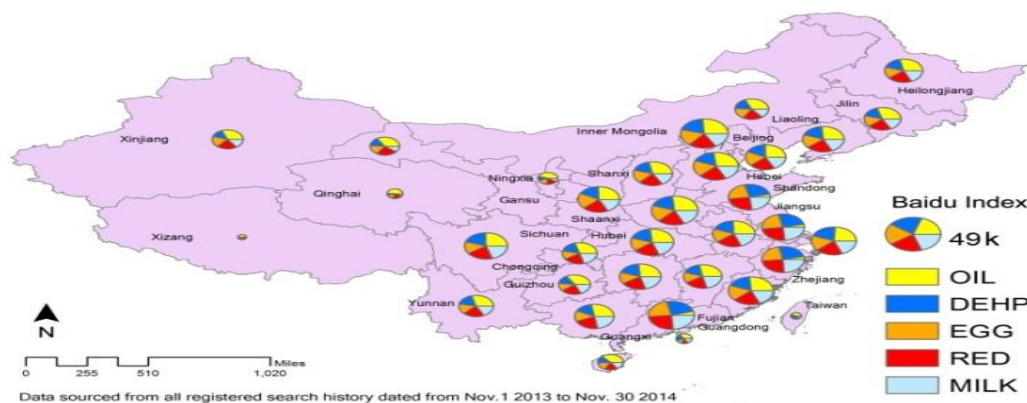 Heilongjiang
Jilin
Liaoling
Xinjiang
Inner Mongolia
Beijing
Ningxia
Shanxi
Hebei
Qinghai
Gansu
Shandong
Shaanxi
Jiangsu
Xizang
Sichuan
Hubei
Chongqing
Guizhou
Zhejiang
Yunnan
Taiwan
Fujian
Guangdong
Guangxi
Baidu Index
49k
OIL
DEHP
EGG
RED
MILK
N
Miles
0 255 510 1,020
Data sourced from all registered search history dated from Nov.1 2013 to Nov. 30 2014